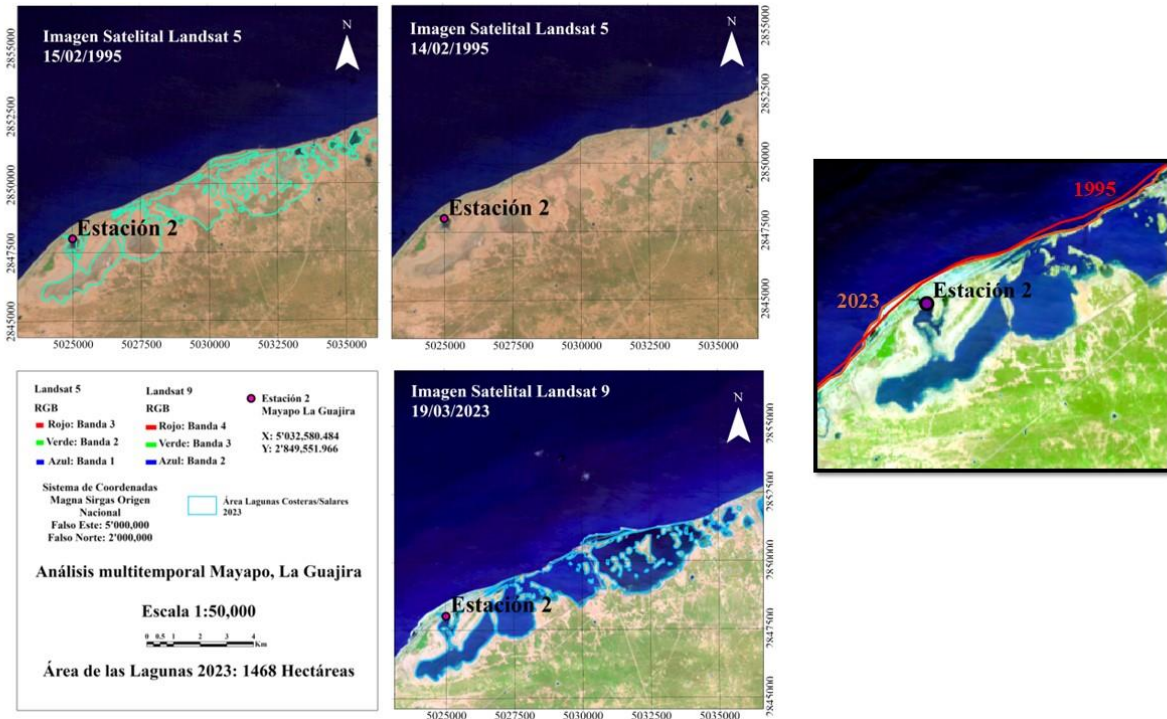 Imagen Satelital Landsat 5
15/02/1995
N
Estación 2
2855000
2852500
2850000
2847500
2845000
5025000
5027500
5030000
5032500
5035000
Imagen Satelital Landsat 5
14/02/1995
N
Estación 2
2855000
2852500
2850000
2847500
2845000
5025000
5027500
5030000
5032500
5035000
1995
2023
Estación 2
Landsat 5
RGB
Rojo: Banda 3
Verde: Banda 2
Azul: Banda 1
Landsat 9
RGB
Rojo: Banda 4
Verde: Banda 3
Azul: Banda 2
Estación 2
Mayapo La Guajira
X: 5'032,580.484
Y: 2'849,551.966
Sistema de Coordenadas
Magna Sirgas Origen
Nacional
Falso Este: 5'000,000
Falso Norte: 2'000,000
Área Lagunas Costeras/Salares
2023
Análisis multitemporal Mayapo, La Guajira
Escala 1:50,000
0 0.5 1 2 3 4
Km
Área de las Lagunas 2023: 1468 Hectáreas
Imagen Satelital Landsat 9
19/03/2023
N
Estación 2
2855000
2852500
2850000
2847500
2845000
5025000
5027500
5030000
5032500
5035000